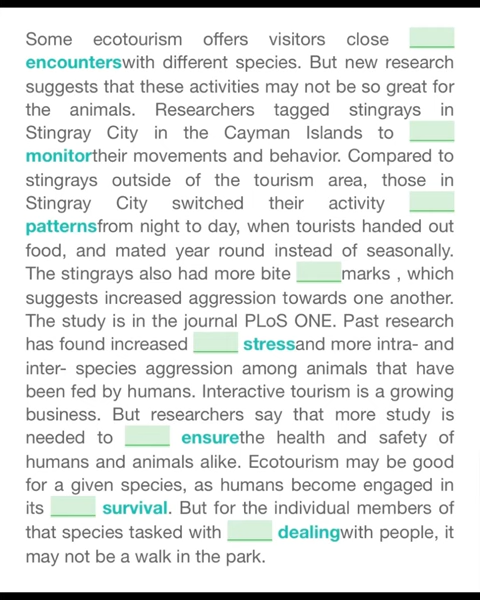 Some ecotourism offers visitors close ____
encounterswith different species. But new research
suggests that these activities may not be so great for
the animals. Researchers tagged stingrays in
Stingray City in the Cayman Islands to ____
monitortheir movements and behavior. Compared to
stingrays outside of the tourism area, those in
Stingray City switched their activity ____
patternsfrom night to day, when tourists handed out
food, and mated year round instead of seasonally.
The stingrays also had more bite ____marks , which
suggests increased aggression towards one another.
The study is in the journal PLoS ONE. Past research
has found increased ____ stressand more intra- and
inter- species aggression among animals that have
been fed by humans. Interactive tourism is a growing
business. But researchers say that more study is
needed to ____ ensurethe health and safety of
humans and animals alike. Ecotourism may be good
for a given species, as humans become engaged in
its ____ survival. But for the individual members of
that species tasked with ____ dealingwith people, it
may not be a walk in the park.